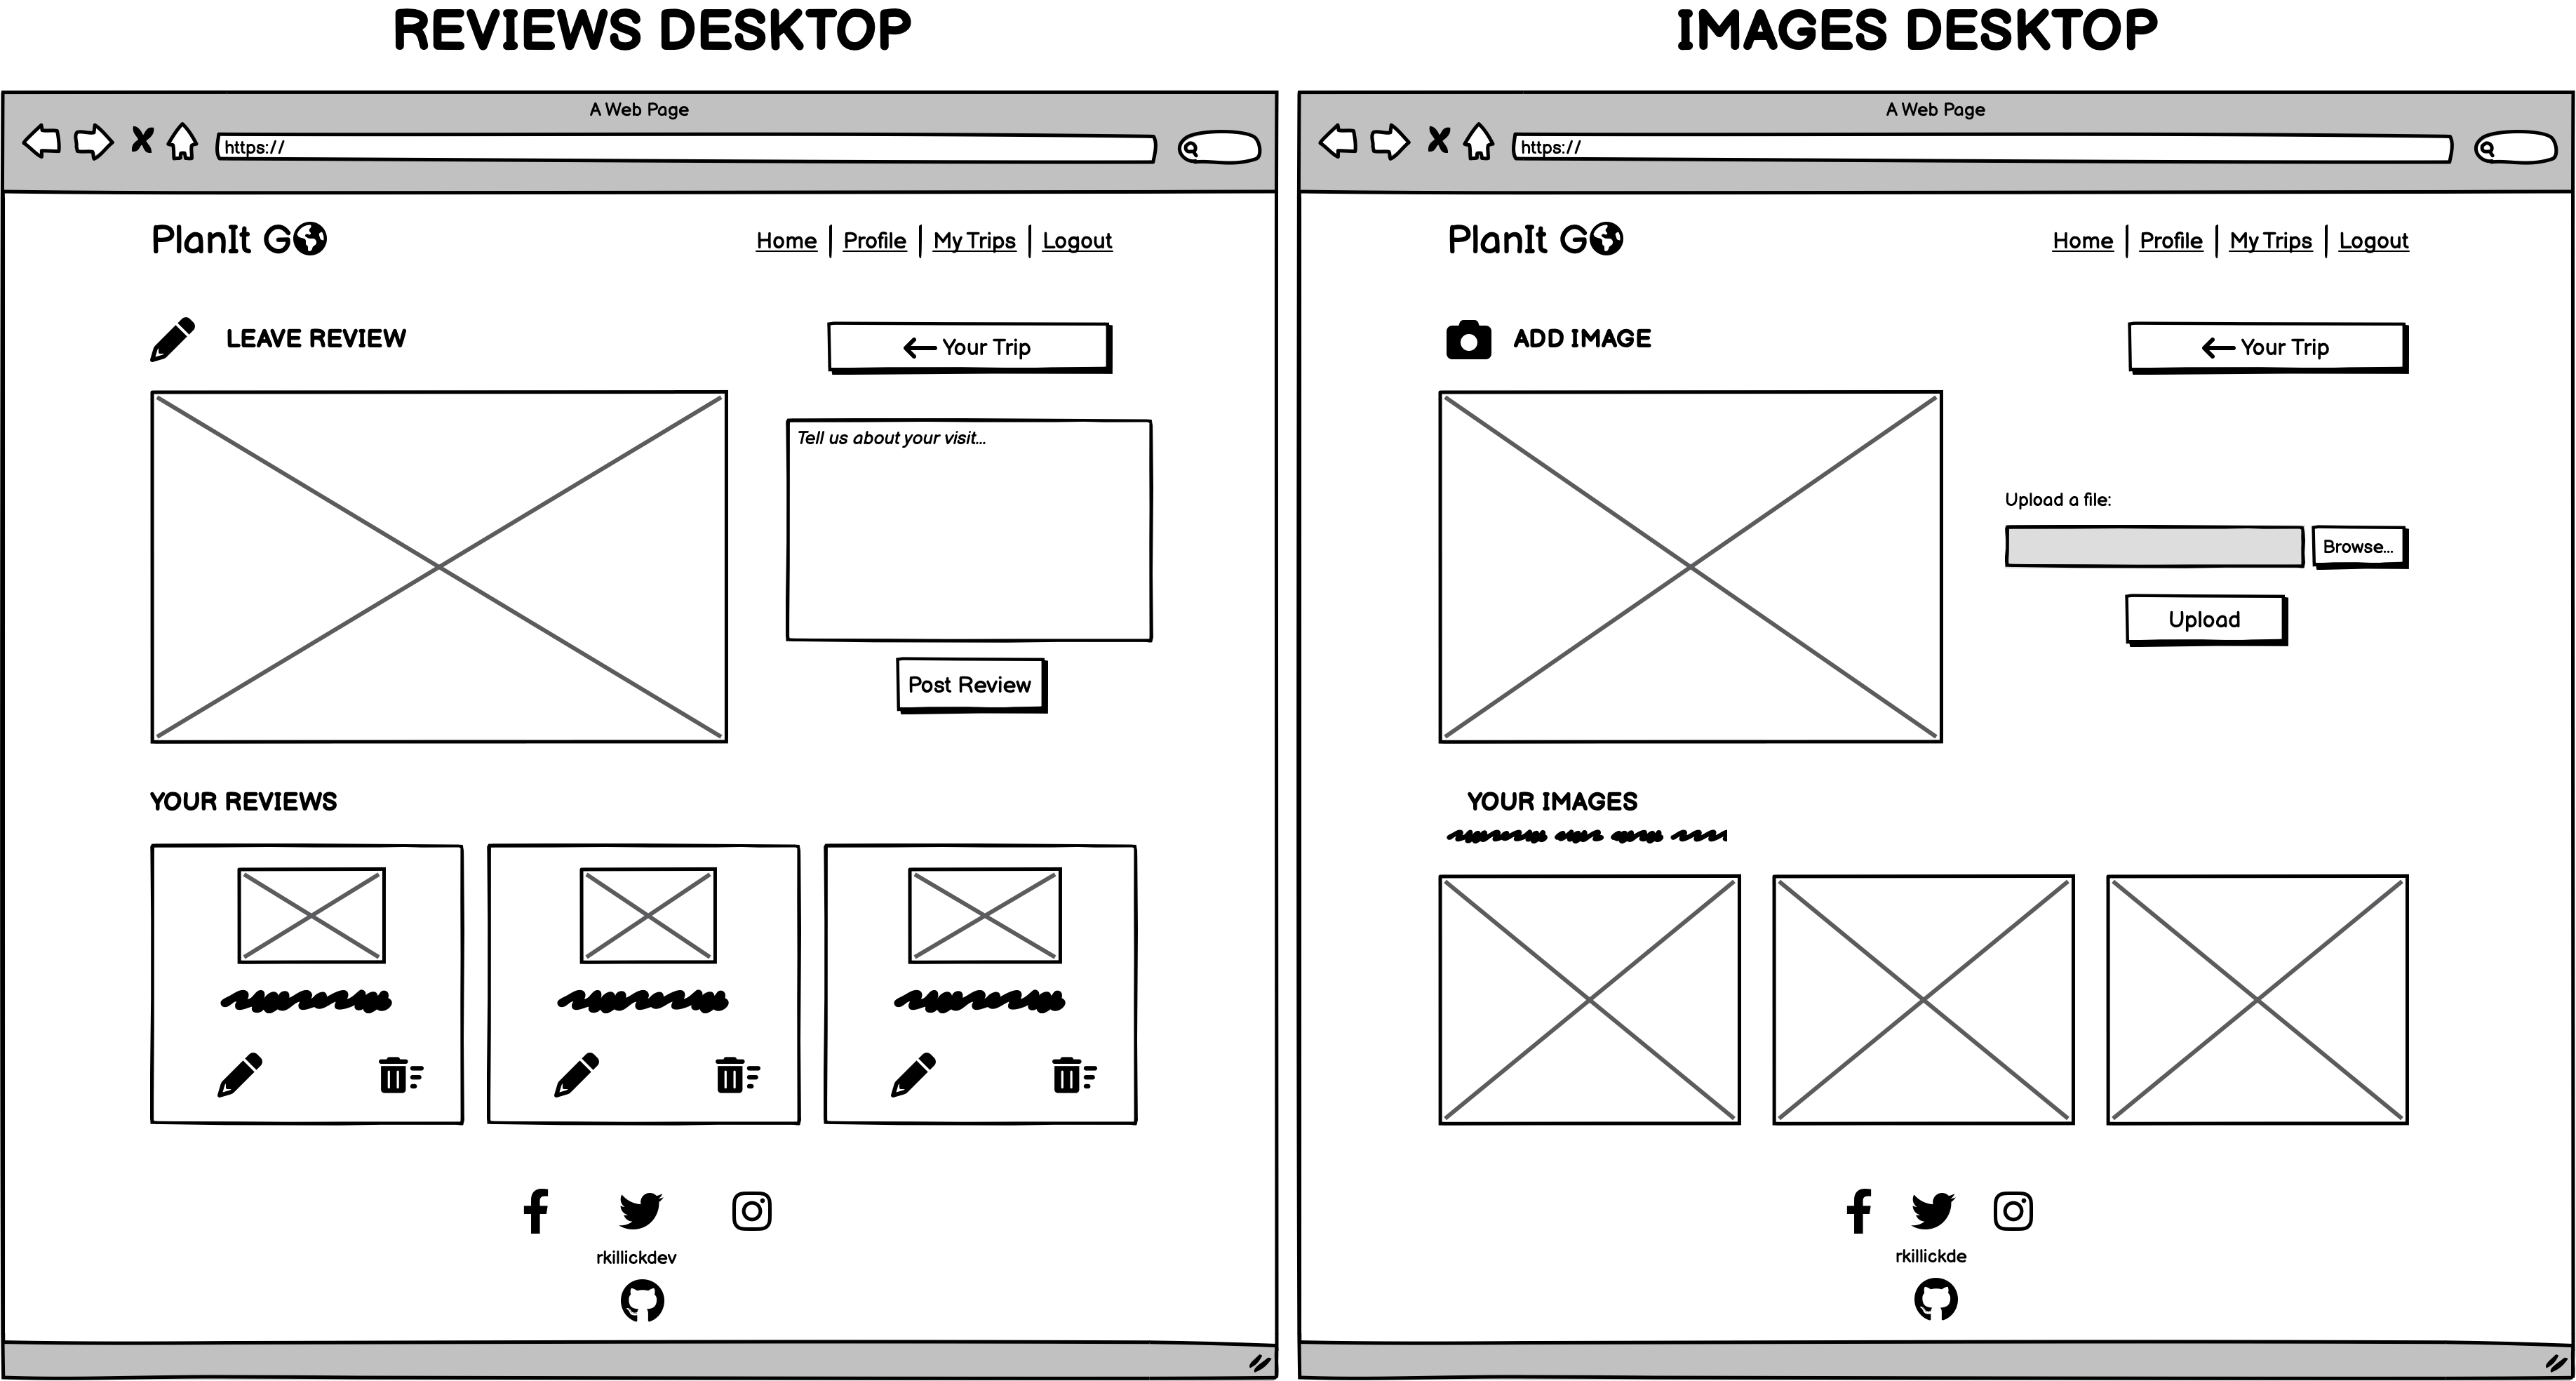 REVIEWS DESKTOP
A Web Page
https://
PlanIt G
Home Profile My Trips Logout
LEAVE REVIEW
Your Trip
Tell us about your visit...
Post Review
YOUR REVIEWS
rkillickdev
IMAGES DESKTOP
A Web Page
https://
PlanIt G
Home Profile My Trips Logout
ADD IMAGE
Your Trip
Upload a file:
Browse...
Upload
YOUR IMAGES
rkillickde